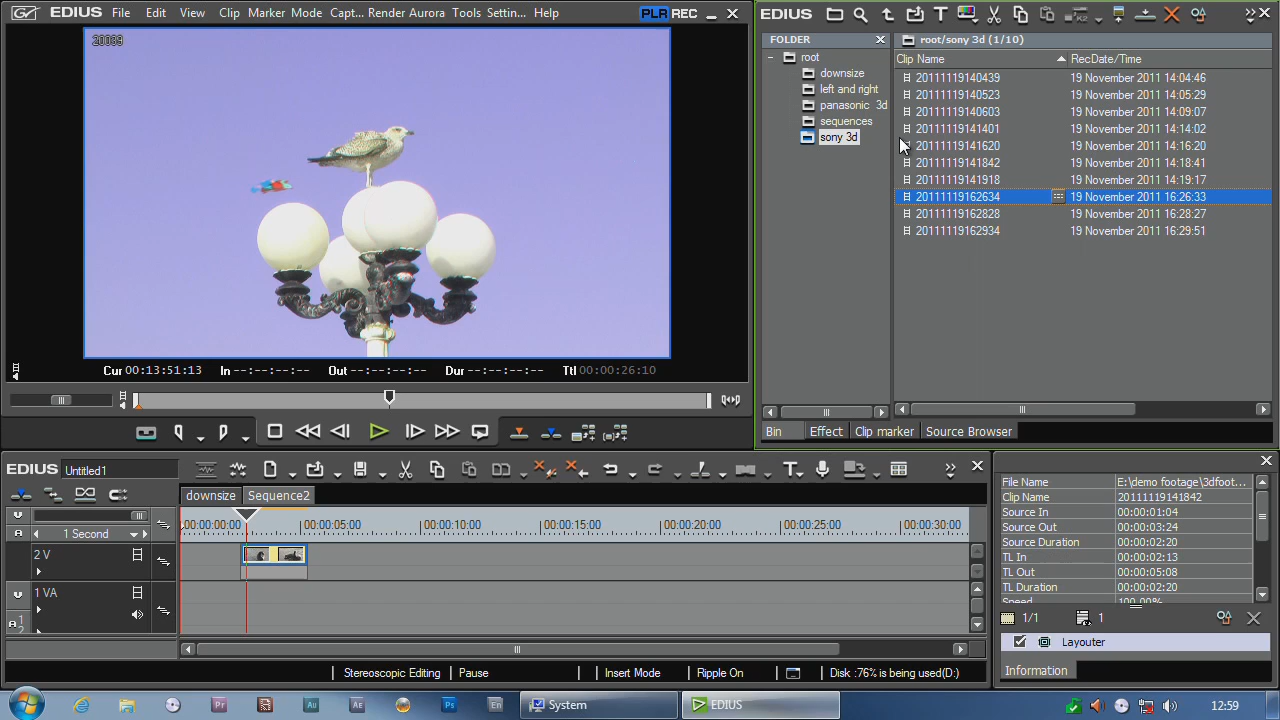 File Edit View Clip Marker Mode Capt... Render Aurora Tools Settin... Help PLR REC
20084
Cur 00:13:51:13 In --:--:--:-- Out --:--:--:-- Dur --:--:--:-- Ttl 00:00:26:10
EDIUS
FOLDER
root
downsize
left and right
panasonic 3d
sequences
sony 3d
root/sony 3d (1/10)
Clip Name RecDate/Time
20111119140439 19 November 2011 14:04:46
20111119140523 19 November 2011 14:05:29
20111119140603 19 November 2011 14:09:07
20111119141401 19 November 2011 14:14:02
20111119141620 19 November 2011 14:16:20
20111119141842 19 November 2011 14:18:41
20111119141918 19 November 2011 14:19:17
20111119162634 19 November 2011 16:26:33
20111119162828 19 November 2011 16:28:27
20111119162934 19 November 2011 16:29:51
Bin Effect Clip marker Source Browser
EDIUS Untitled1
downsize Sequence2
1 Second
00:00:00:00 00:00:05:00 00:00:10:00 00:00:15:00 00:00:20:00 00:00:25:00 00:00:30:00
2 V
1 VA
1
2
Stereoscopic Editing Pause Insert Mode Ripple On Disk :76% is being used(D:)
File Name E:\demo footage\3dfoot...
Clip Name 20111119141842
Source In 00:00:01:04
Source Out 00:00:03:24
Source Duration 00:00:02:20
TL In 00:00:02:13
TL Out 00:00:05:08
TL Duration 00:00:02:20
Speed 100.00%
1/1 1
Layouter
Information
Pr Au Ae Ps En System EDIUS 12:59